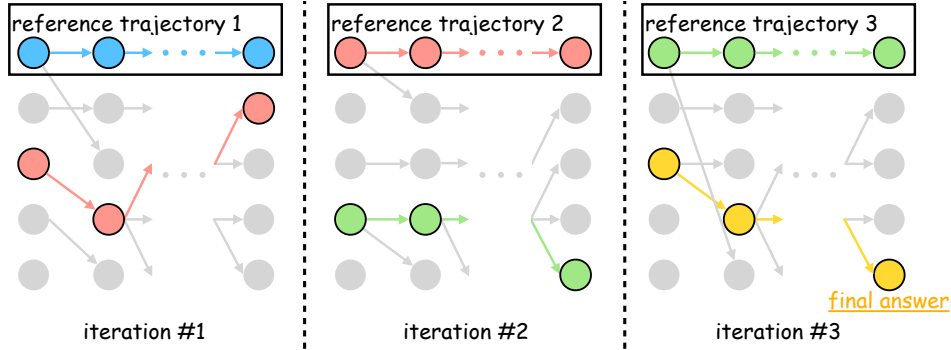 reference trajectory 1
reference trajectory 2
reference trajectory 3
final answer
iteration #1
iteration #2
iteration #3